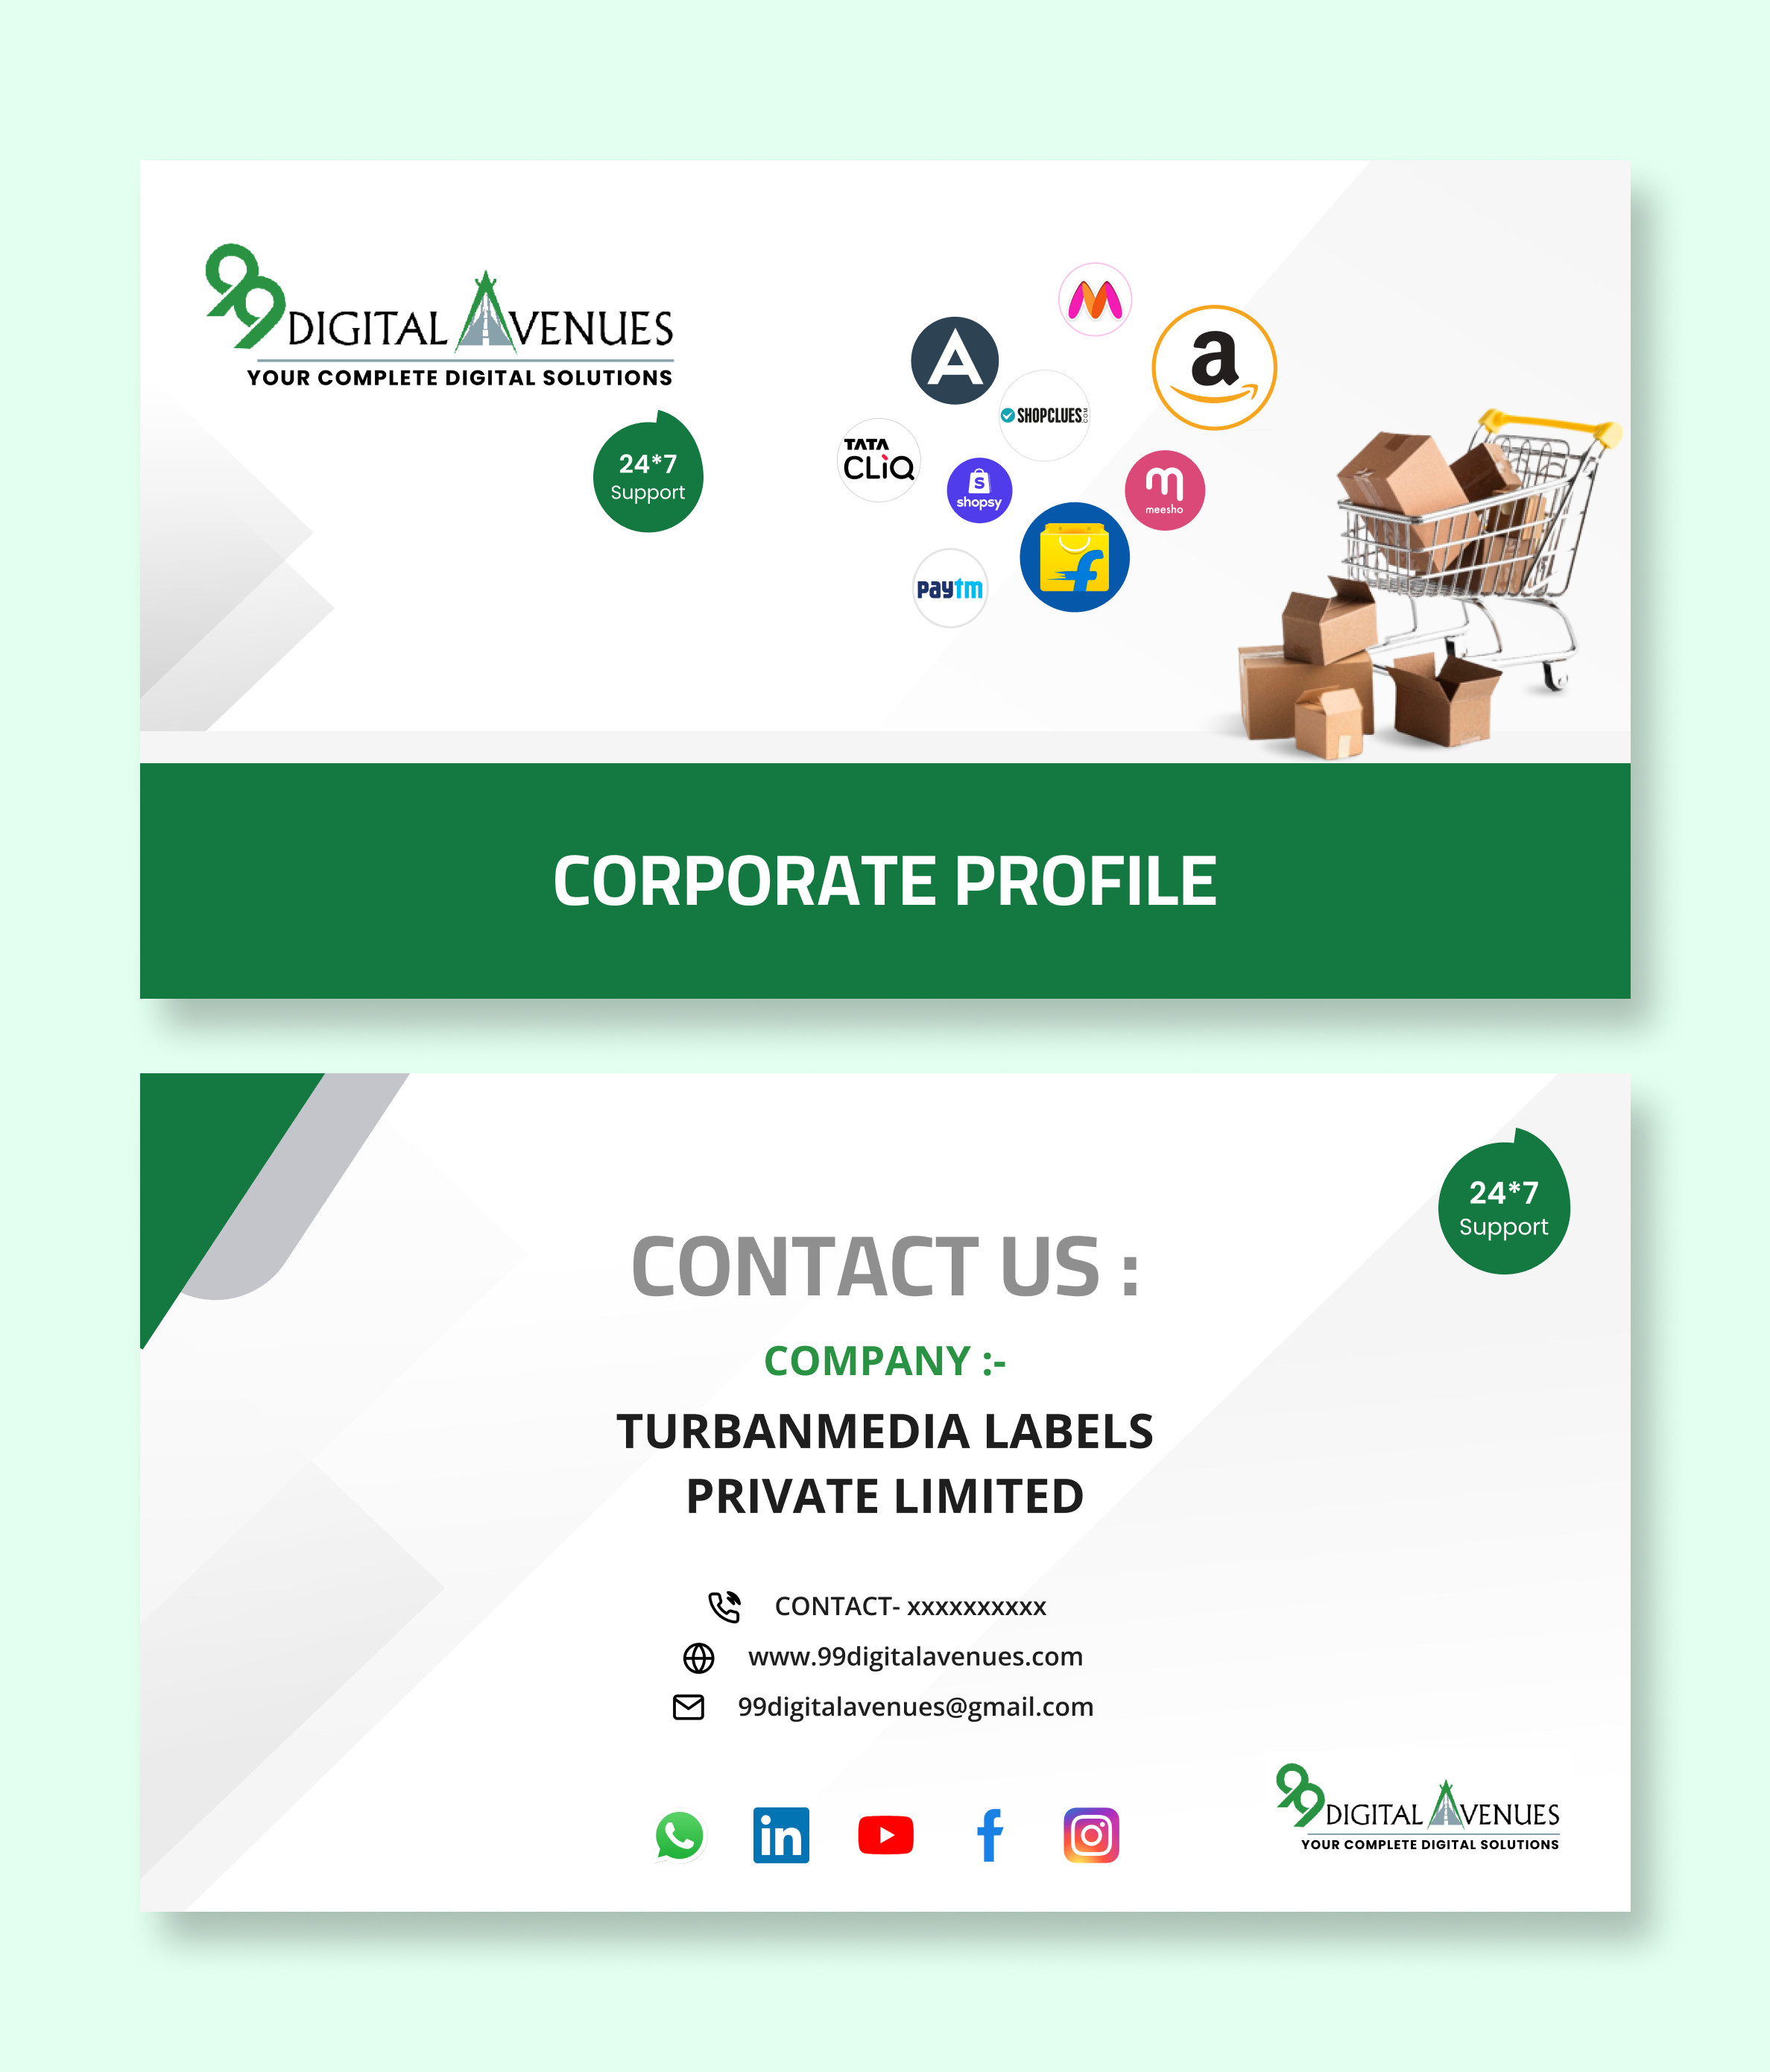 99 DIGITAL AVENUES
YOUR COMPLETE DIGITAL SOLUTIONS
24*7
Support
M
A
a
SHOPCLUES.COM
TATA
CLiQ
S
shopsy
m
meesho
f
paytm
CORPORATE PROFILE
24*7
Support
CONTACT US :
COMPANY :-
TURBANMEDIA LABELS
PRIVATE LIMITED
CONTACT- xxxxxxxxxx
www.99digitalavenues.com
99digitalavenues@gmail.com
in
f
99 DIGITAL AVENUES
YOUR COMPLETE DIGITAL SOLUTIONS